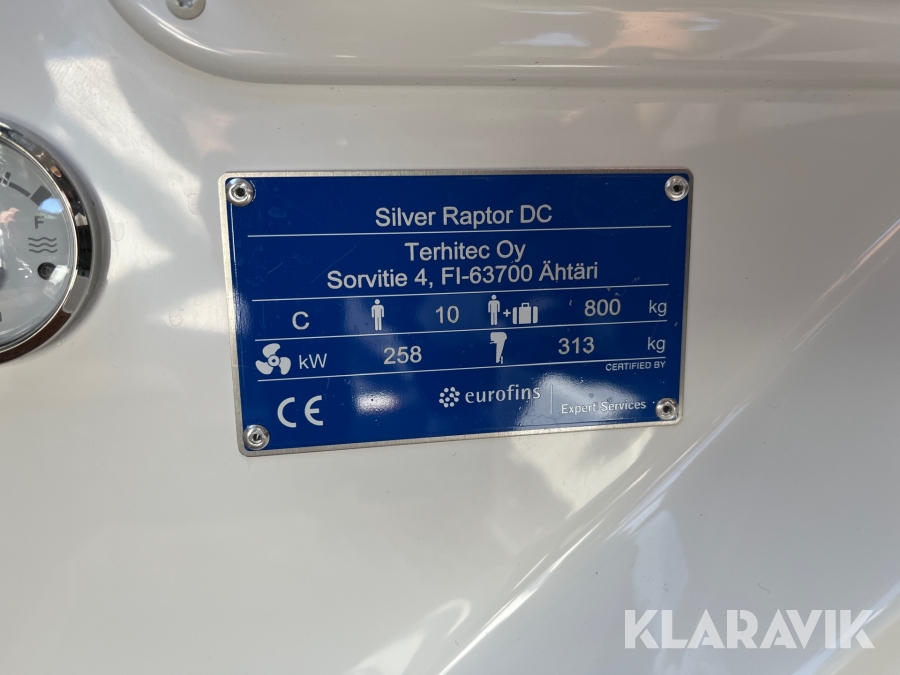 Silver Raptor DC
Terhitec Oy
Sorvitie 4, FI-63700 Ähtäri
C 10 + 800 kg
kW 258 313 kg
CERTIFIED BY
CE eurofins Expert Services
F
KLARAVIK